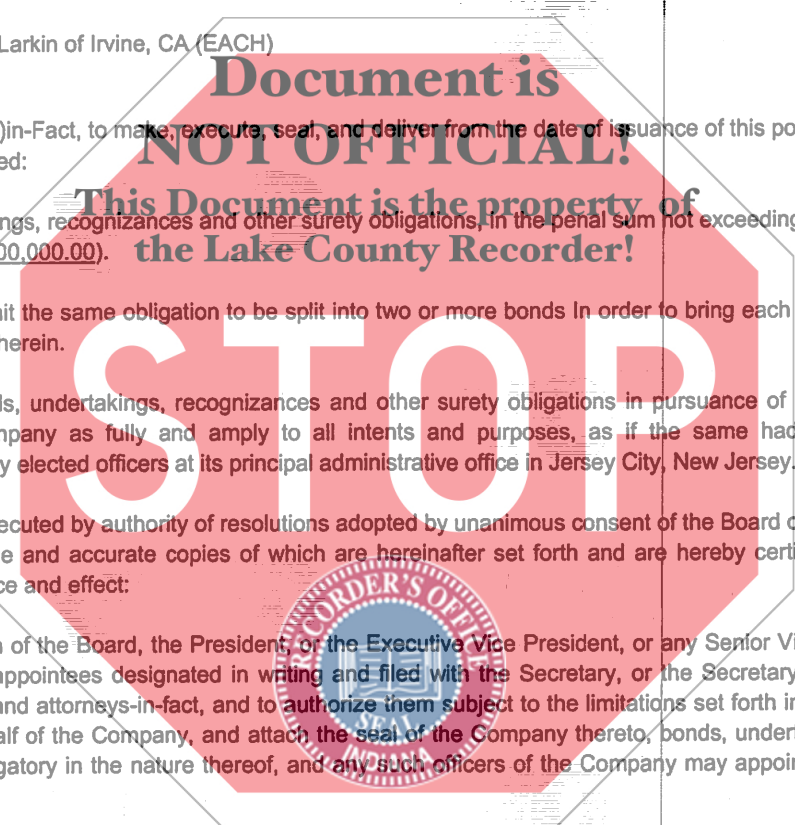 Larkin of Irvine, CA (EACH)
Document is
)in-Fact, to make, execute, seal, and deliver from the date of issuance of this po
NOT OFFICIAL!
ed:
This Document is the property of
ngs, recognizances and other surety obligations, in the penal sum not exceeding
the Lake County Recorder!
00,000.00).
it the same obligation to be split into two or more bonds In order to bring each
herein.
STOP
ls, undertakings, recognizances and other surety obligations in pursuance of
mpany as fully and amply to all intents and purposes, as if the same had
y elected officers at its principal administrative office in Jersey City, New Jersey.
ecuted by authority of resolutions adopted by unanimous consent of the Board o
e and accurate copies of which are hereinafter set forth and are hereby certi
ce and effect:
RECORDER'S OFFICE
n of the Board, the President, or the Executive Vice President, or any Senior Vi
appointees designated in writing and filed with the Secretary, or the Secretary
and attorneys-in-fact, and to authorize them subject to the limitations set forth in
SEAL
alf of the Company, and attach the seal of the Company thereto, bonds, undert
INDIANA
gatory in the nature thereof, and any such officers of the Company may appoin